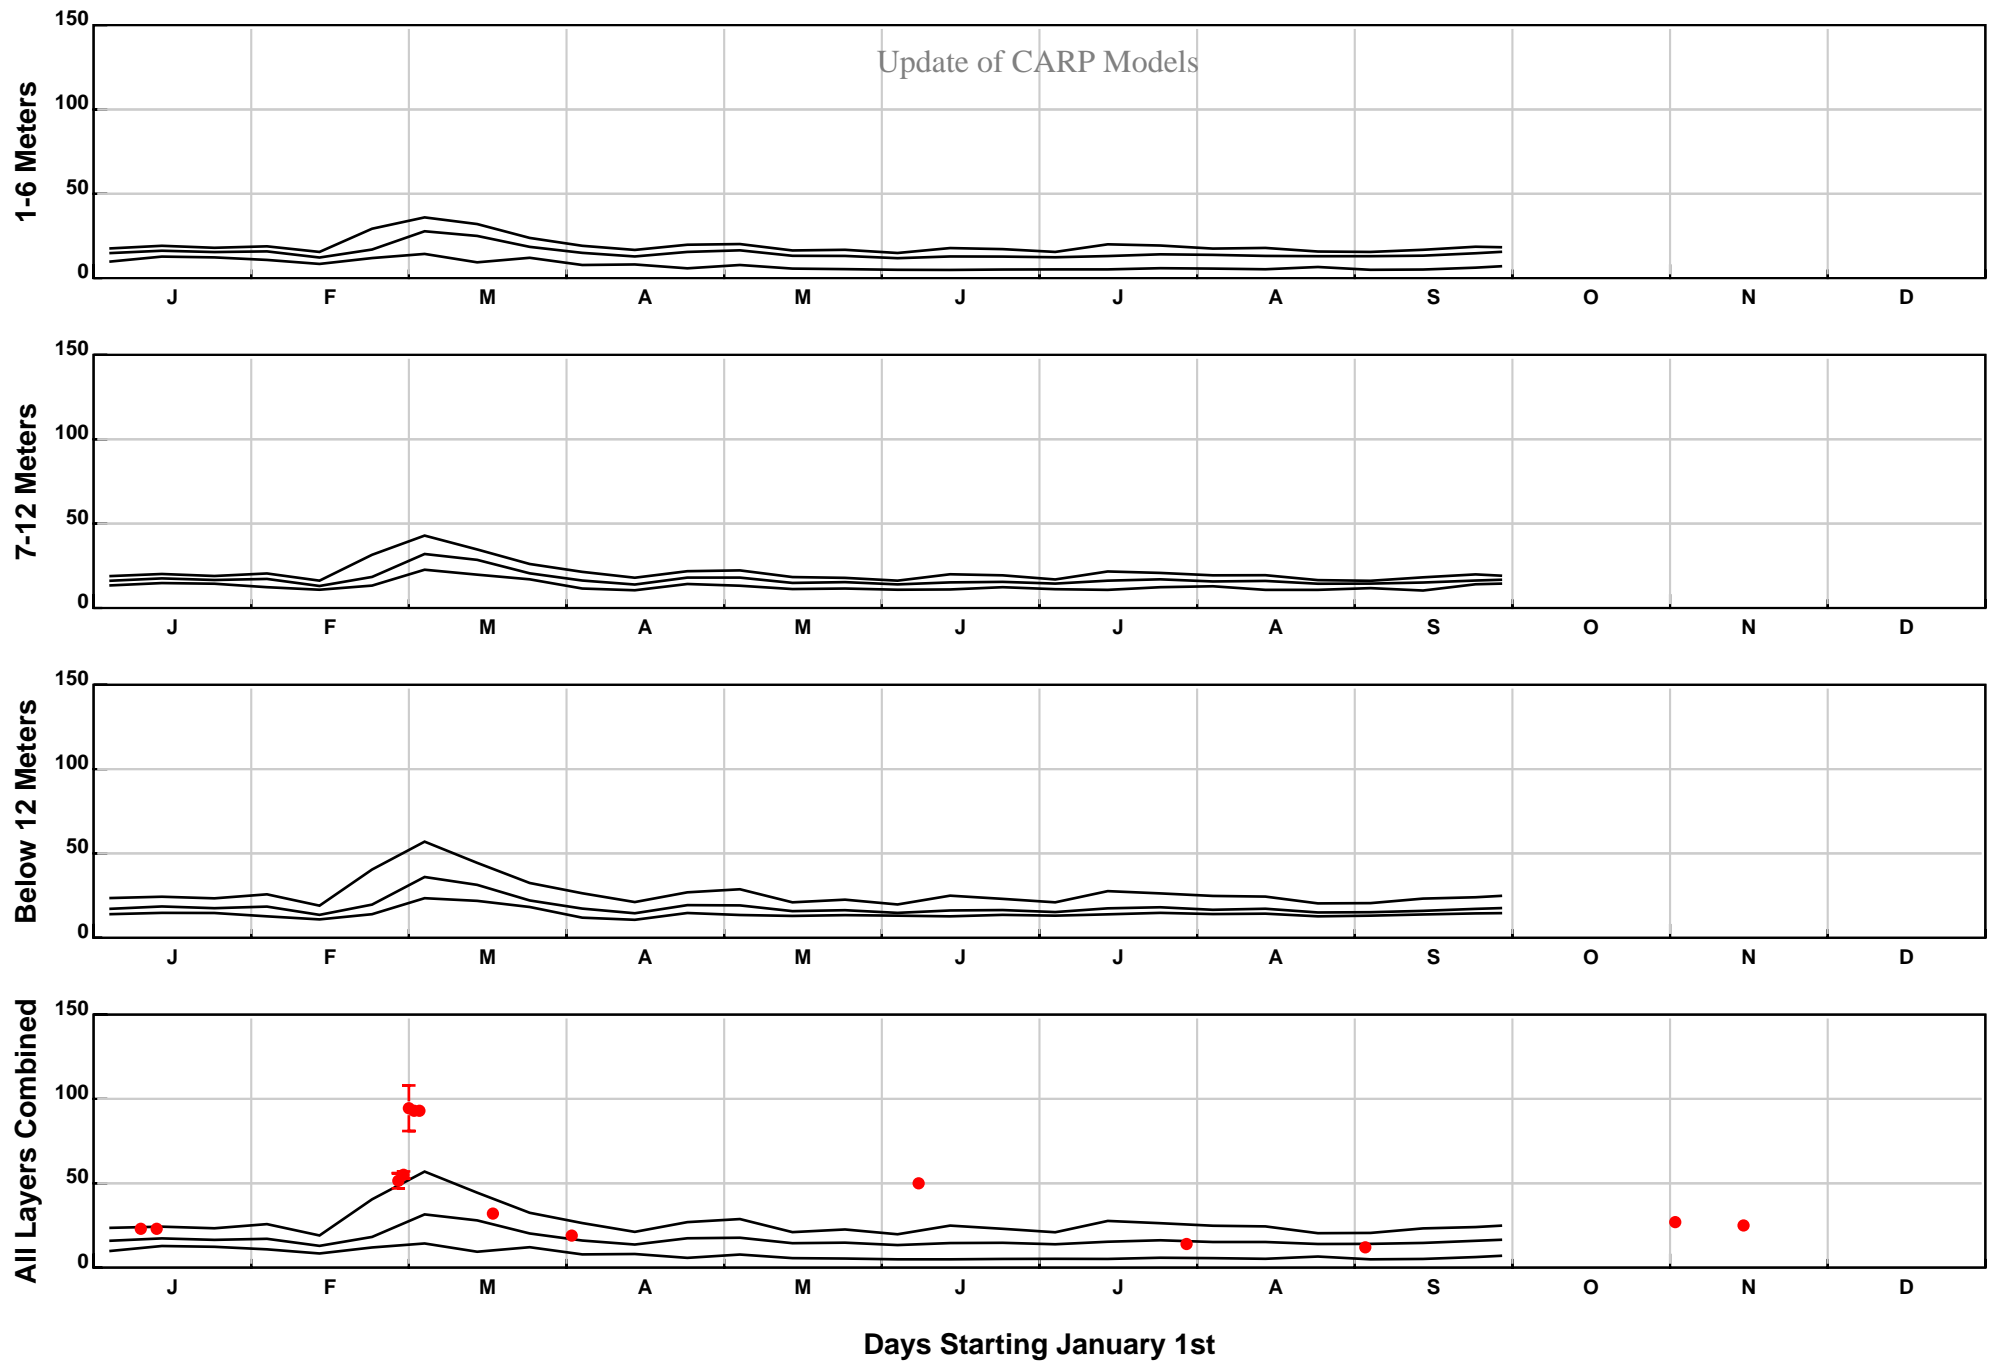 Update of CARP Models
1-6 Meters
150
100
50
0
J F M A M J J A S O N D
7-12 Meters
150
100
50
0
J F M A M J J A S O N D
Below 12 Meters
150
100
50
0
J F M A M J J A S O N D
All Layers Combined
150
100
50
0
J F M A M J J A S O N D
Days Starting January 1st